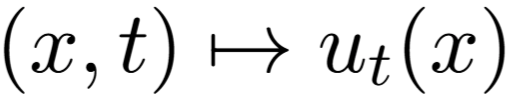 (x, t) ↦ u_t(x)